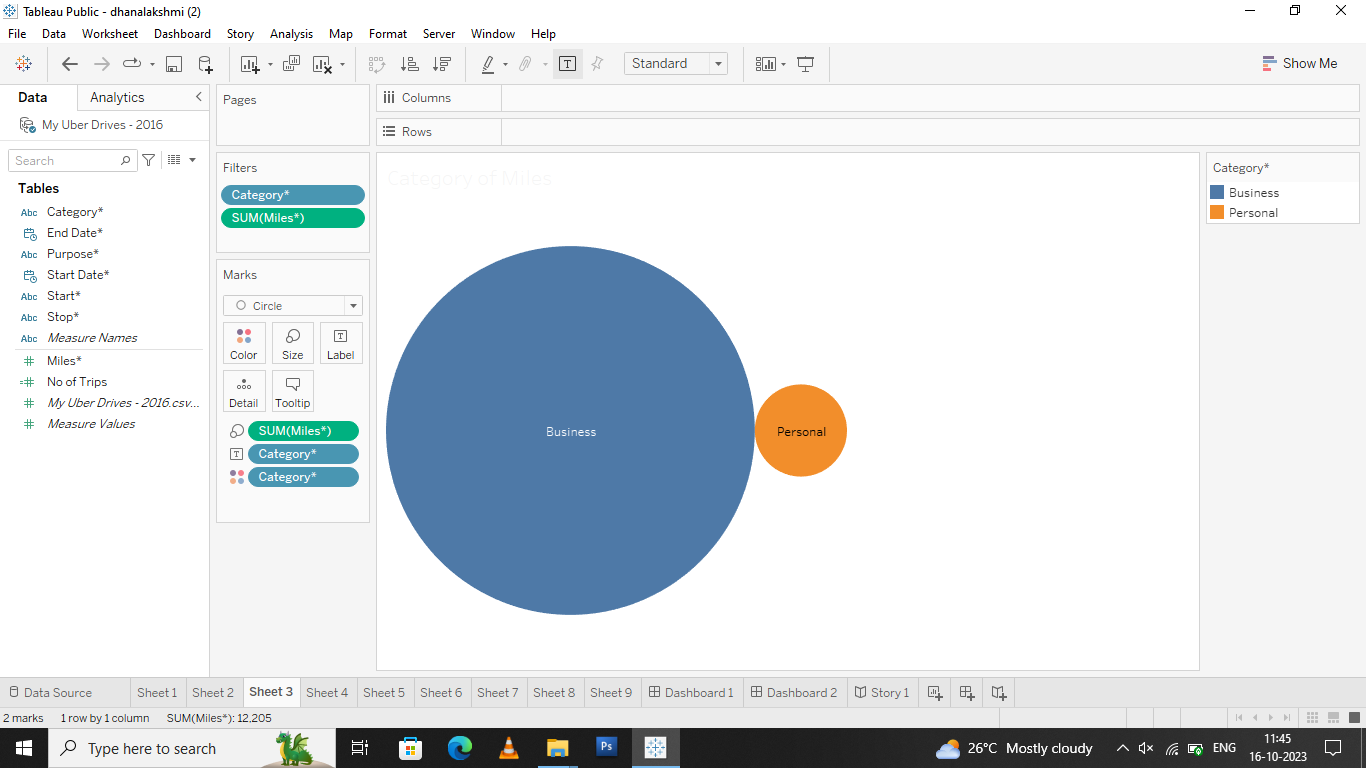 Tableau Public - dhanalakshmi (2)
File Data Worksheet Dashboard Story Analysis Map Format Server Window Help
Standard
Show Me
Data Analytics
My Uber Drives - 2016
Search
Tables
Abc Category*
End Date*
Abc Purpose*
Start Date*
Abc Start*
Abc Stop*
Abc Measure Names
# Miles*
=# No of Trips
# My Uber Drives - 2016.csv...
# Measure Values
Pages
Filters
Category*
SUM(Miles*)
Marks
Circle
Color Size Label
Detail Tooltip
SUM(Miles*)
Category*
Category*
Columns
Rows
Category of Miles
Business
Personal
Category*
Business
Personal
Data Source Sheet 1 Sheet 2 Sheet 3 Sheet 4 Sheet 5 Sheet 6 Sheet 7 Sheet 8 Sheet 9 Dashboard 1 Dashboard 2 Story 1
2 marks 1 row by 1 column SUM(Miles*): 12,205
Type here to search
Ps
26°C Mostly cloudy
ENG
11:45
16-10-2023